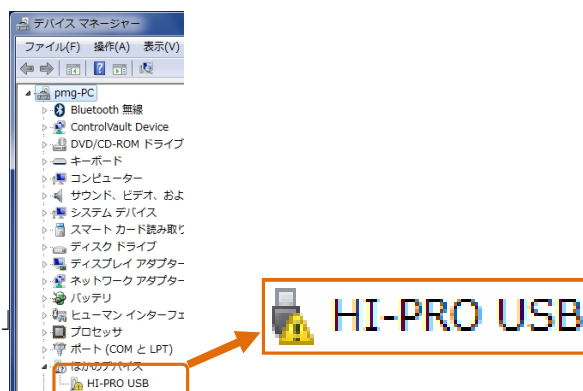 デバイス マネージャー
ファイル(F) 操作(A) 表示(V)
pmg-PC
Bluetooth 無線
ControlVault Device
DVD/CD-ROM ドライブ
キーボード
コンピューター
サウンド、ビデオ、およ
システム デバイス
スマート カード読み取り
ディスク ドライブ
ディスプレイ アダプター
ネットワーク アダプター
バッテリ
ヒューマン インターフェ
プロセッサ
ポート (COM と LPT)
ほかのデバイス
HI-PRO USB
HI-PRO USB